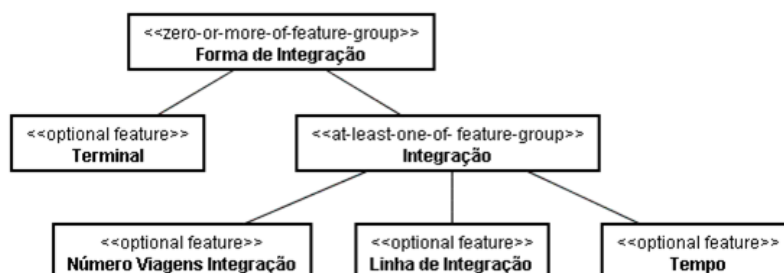 <<zero-or-more-of-feature-group>>
Forma de Integração
<<optional feature>>
Terminal
<<at-least-one-of- feature-group>>
Integração
<<optional feature>>
Número Viagens Integração
<<optional feature>>
Linha de Integração
<<optional feature>>
Tempo